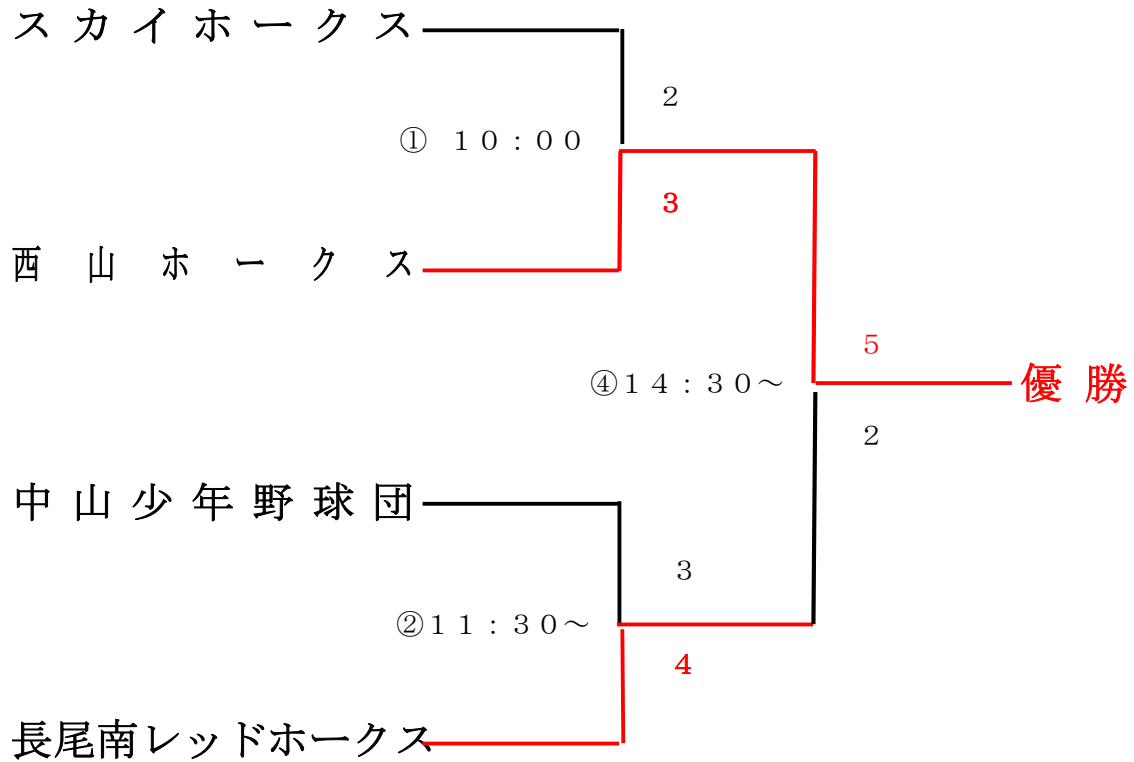 スカイホークス
２
① １０：００
３
西山ホークス
５
④１４：３０～
優勝
２
中山少年野球団
３
②１１：３０～
４
長尾南レッドホークス